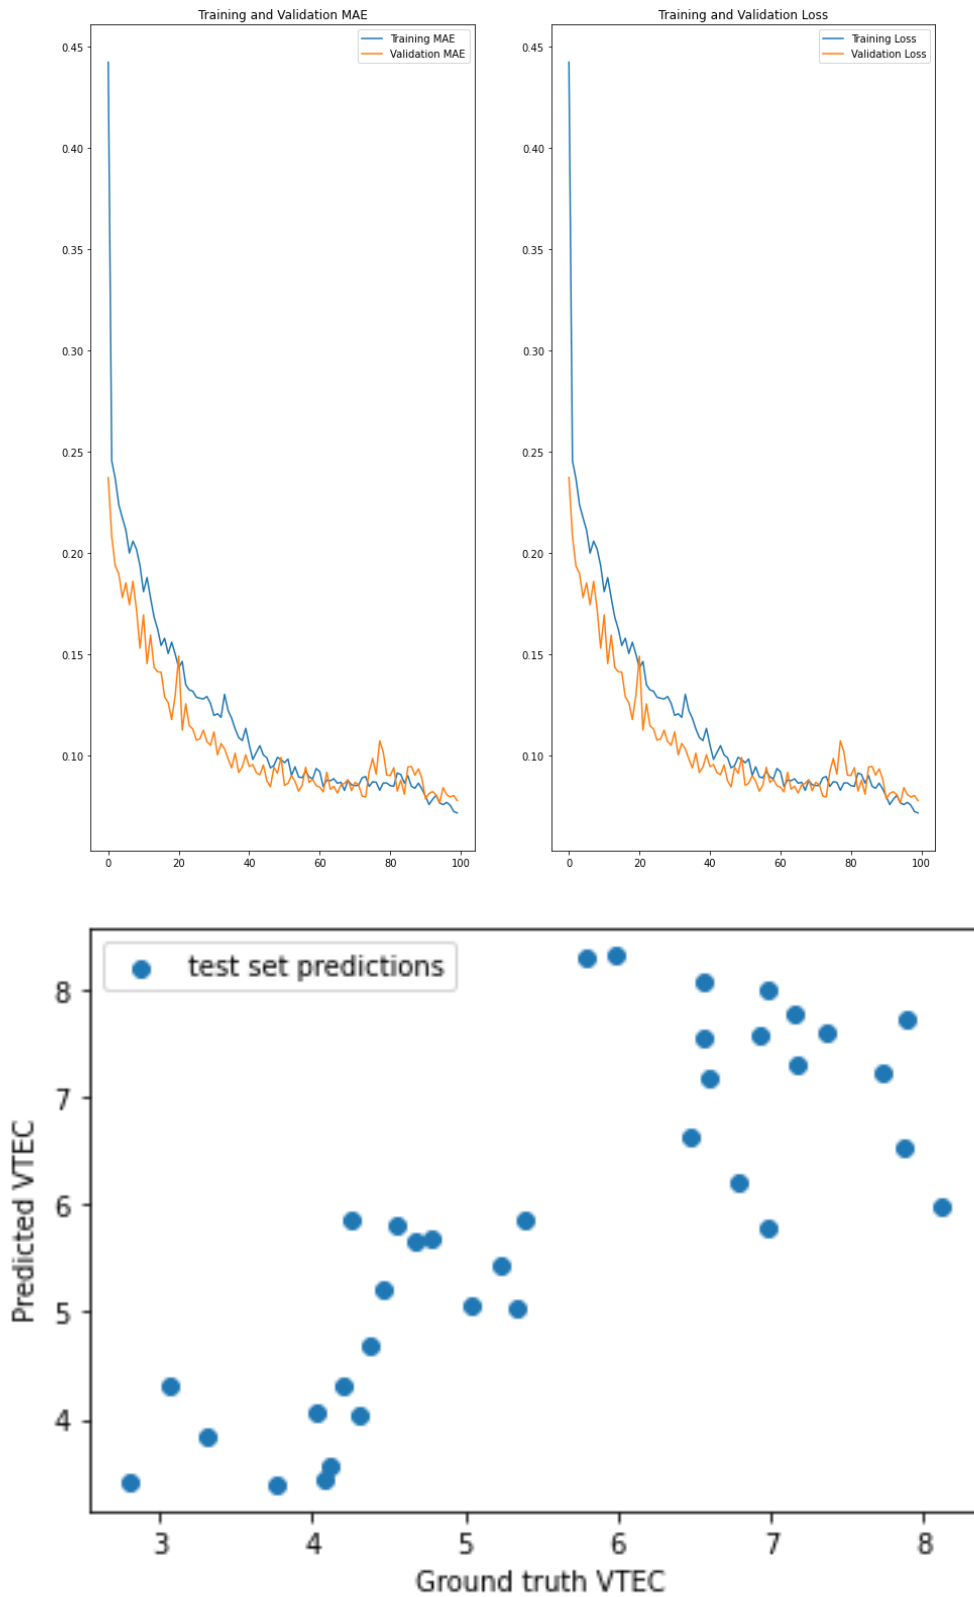 Training and Validation MAE
Training MAE
Validation MAE
0.45
0.40
0.35
0.30
0.25
0.20
0.15
0.10
0 20 40 60 80 100
Training and Validation Loss
Training Loss
Validation Loss
0.45
0.40
0.35
0.30
0.25
0.20
0.15
0.10
0 20 40 60 80 100
test set predictions
Predicted VTEC
8
7
6
5
4
3 4 5 6 7 8
Ground truth VTEC